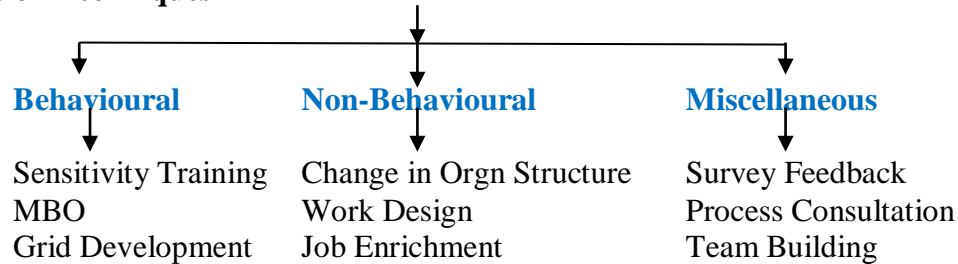 Behavioural Non-Behavioural Miscellaneous
Sensitivity Training Change in Orgn Structure Survey Feedback
MBO Work Design Process Consultation
Grid Development Job Enrichment Team Building